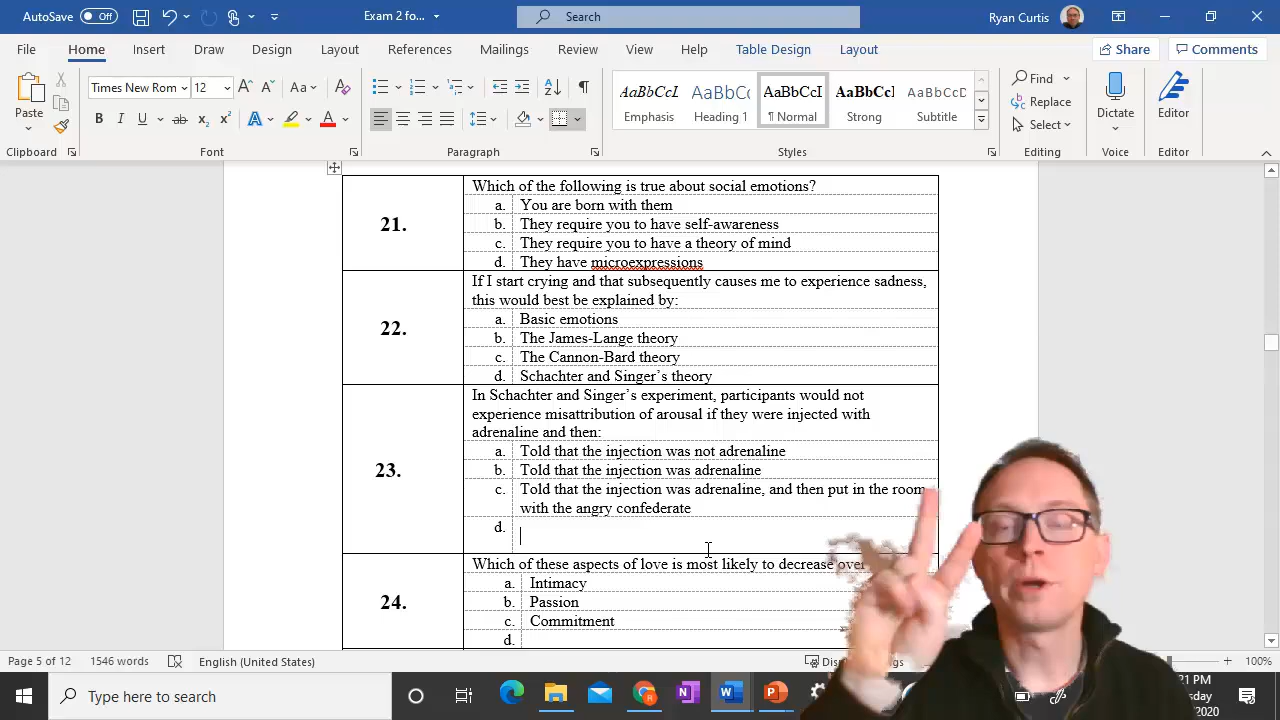 AutoSave Off Exam 2 fo... Search Ryan Curtis
File Home Insert Draw Design Layout References Mailings Review View Help Table Design Layout Share Comments
Paste
Clipboard
Times New Rom 12
Font
Paragraph
AaBbCcI AaBbCc AaBbCcI AaBbCcl AaBbCcD
Emphasis Heading 1 ¶ Normal Strong Subtitle
Styles
Find
Replace
Select
Editing
Dictate
Voice
Editor
Editor
21.
Which of the following is true about social emotions?
a. You are born with them
b. They require you to have self-awareness
c. They require you to have a theory of mind
d. They have microexpressions
22.
If I start crying and that subsequently causes me to experience sadness,
this would best be explained by:
a. Basic emotions
b. The James-Lange theory
c. The Cannon-Bard theory
d. Schachter and Singer’s theory
23.
In Schachter and Singer’s experiment, participants would not
experience misattribution of arousal if they were injected with
adrenaline and then:
a. Told that the injection was not adrenaline
b. Told that the injection was adrenaline
c. Told that the injection was adrenaline, and then put in the room
with the angry confederate
d.
24.
Which of these aspects of love is most likely to decrease over
a. Intimacy
b. Passion
c. Commitment
d.
Page 5 of 12 1546 words English (United States) 100%
Type here to search